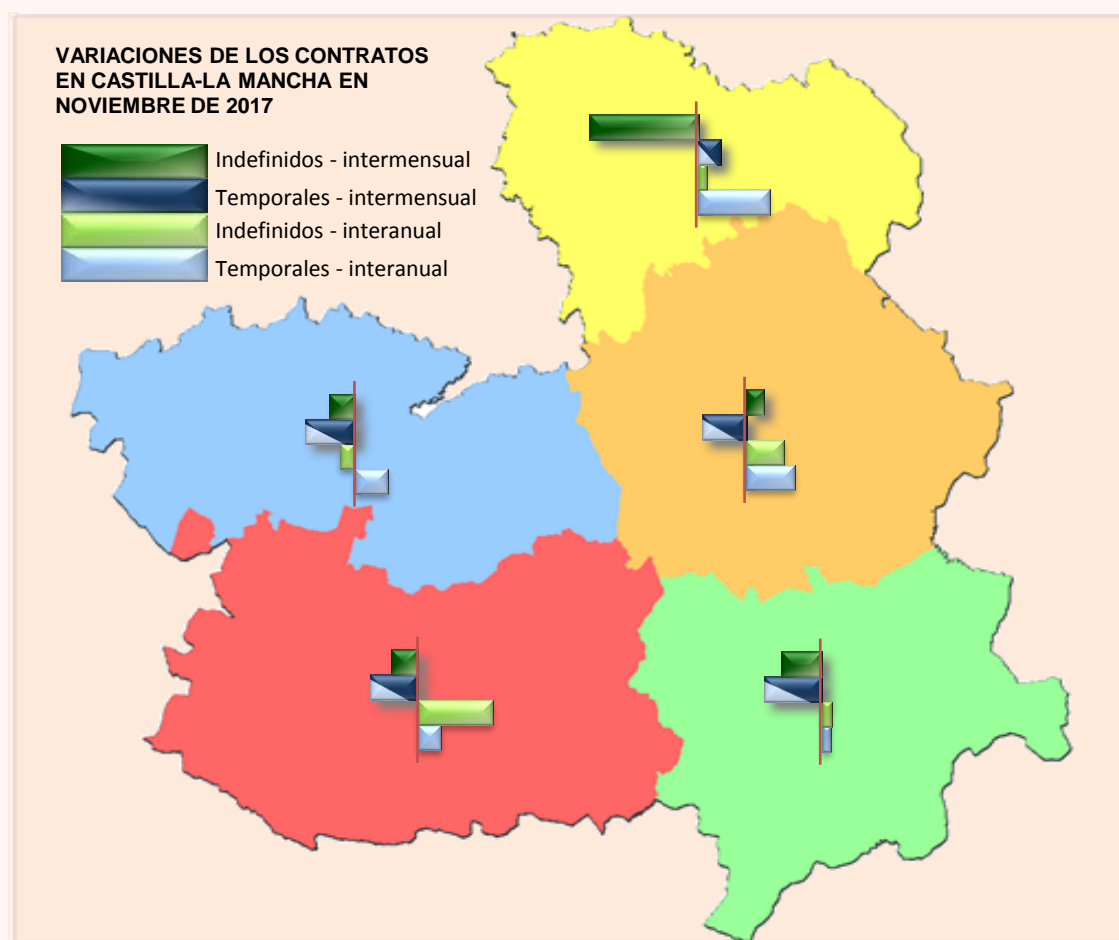 VARIACIONES DE LOS CONTRATOS
EN CASTILLA-LA MANCHA EN
NOVIEMBRE DE 2017
Indefinidos - intermensual
Temporales - intermensual
Indefinidos - interanual
Temporales - interanual